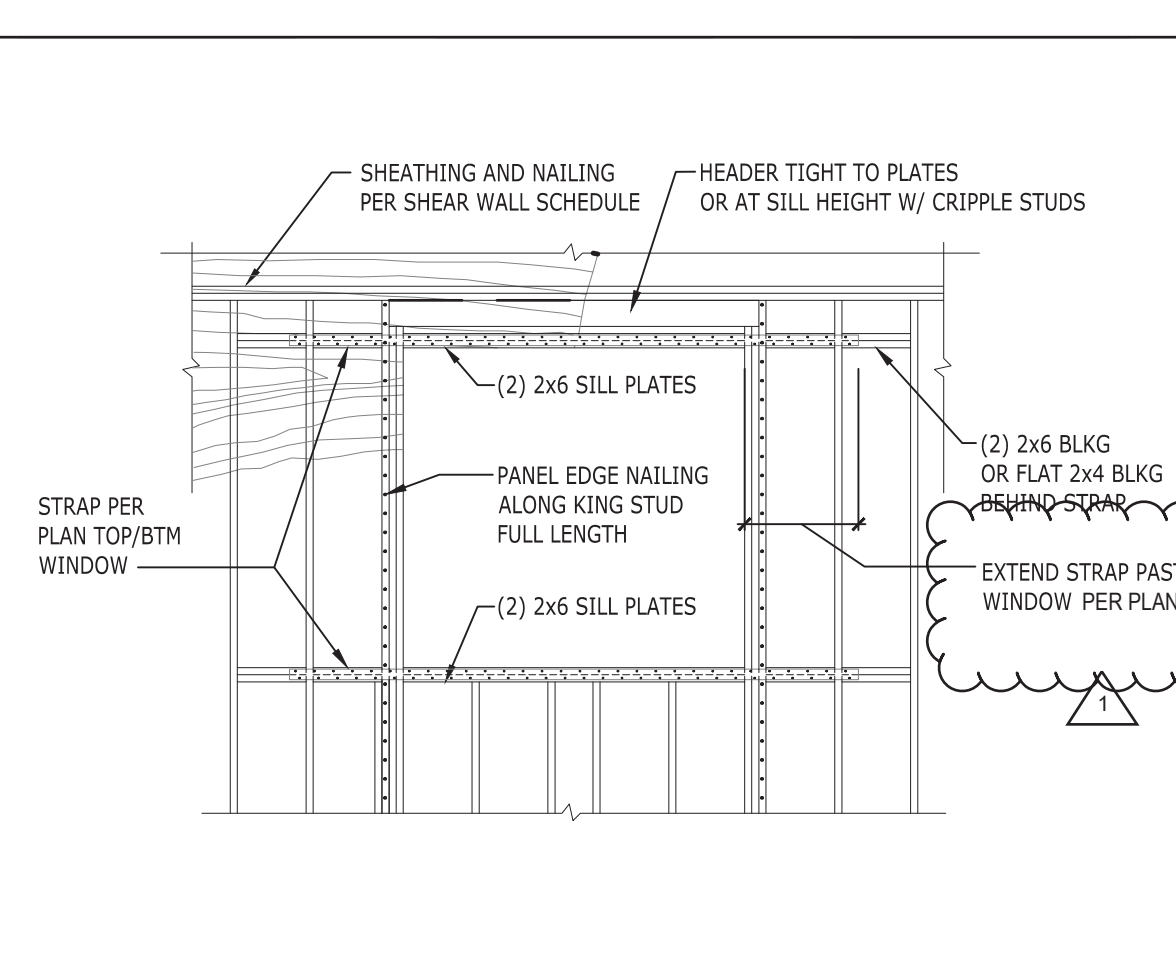 SHEATHING AND NAILING
PER SHEAR WALL SCHEDULE
HEADER TIGHT TO PLATES
OR AT SILL HEIGHT W/ CRIPPLE STUDS
(2) 2x6 SILL PLATES
(2) 2x6 BLKG
OR FLAT 2x4 BLKG
BEHIND STRAP
PANEL EDGE NAILING
ALONG KING STUD
FULL LENGTH
STRAP PER
PLAN TOP/BTM
WINDOW
EXTEND STRAP PAST
WINDOW PER PLAN
(2) 2x6 SILL PLATES
1